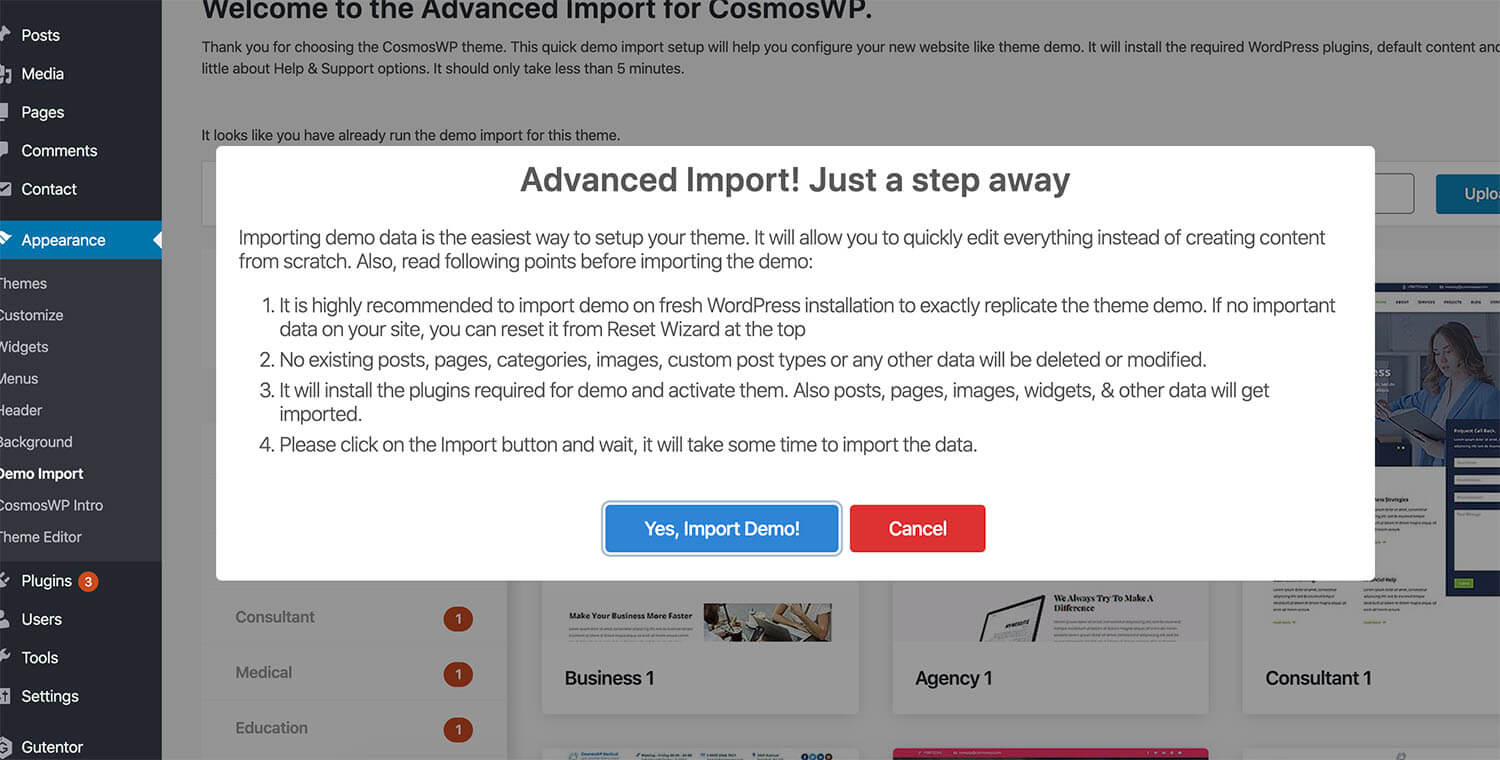 Welcome to the Advanced Import for CosmosWP.
Thank you for choosing the CosmosWP theme. This quick demo import setup will help you configure your new website like theme demo. It will install the required WordPress plugins, default content and
little about Help & Support options. It should only take less than 5 minutes.
It looks like you have already run the demo import for this theme.
Posts
Media
Pages
Comments
Contact
Appearance
Themes
Customize
Widgets
Menus
Header
Background
Demo Import
CosmosWP Intro
Theme Editor
Plugins 3
Users
Tools
Settings
Gutentor
Uplo
Advanced Import! Just a step away
Importing demo data is the easiest way to setup your theme. It will allow you to quickly edit everything instead of creating content
from scratch. Also, read following points before importing the demo:
1. It is highly recommended to import demo on fresh WordPress installation to exactly replicate the theme demo. If no important
data on your site, you can reset it from Reset Wizard at the top
2. No existing posts, pages, categories, images, custom post types or any other data will be deleted or modified.
3. It will install the plugins required for demo and activate them. Also posts, pages, images, widgets, & other data will get
imported.
4. Please click on the Import button and wait, it will take some time to import the data.
Yes, Import Demo!
Cancel
Consultant 1
Medical 1
Education 1
Make Your Business More Faster
Business 1
We Always Try To Make A
Difference
Agency 1
Request Call Back.
Consultant 1